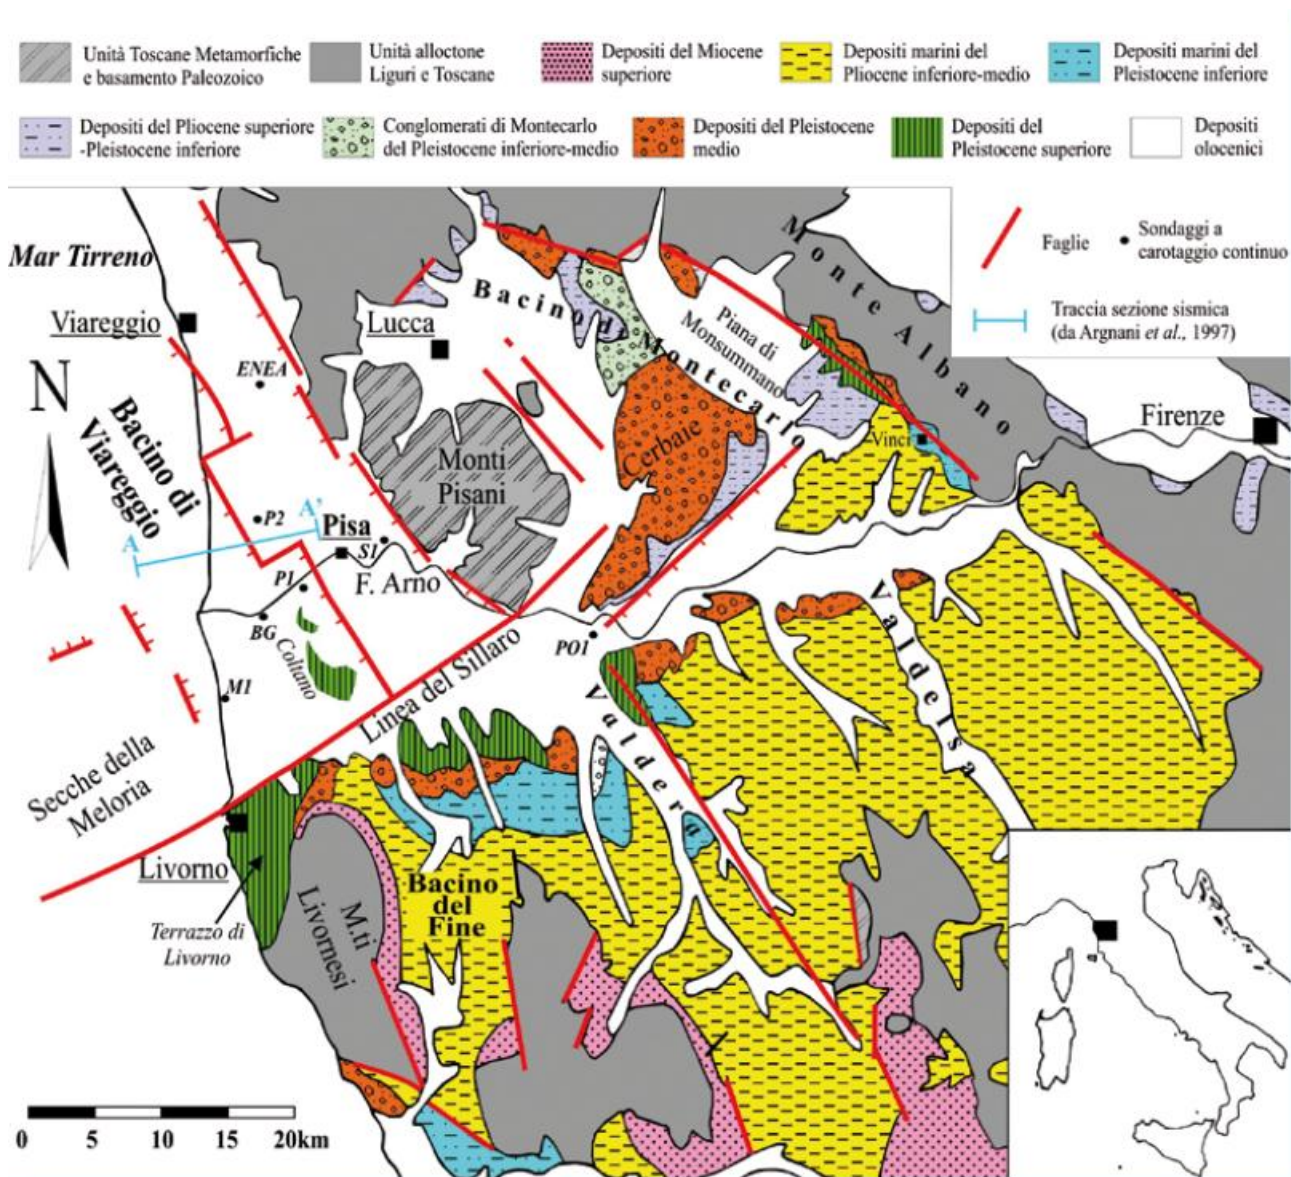 Unità Toscane Metamorfiche
e basamento Paleozoico
Unità alloctone
Liguri e Toscane
Depositi del Miocene
superiore
Depositi marini del
Pliocene inferiore-medio
Depositi marini del
Pleistocene inferiore
Depositi del Pliocene superiore
-Pleistocene inferiore
Conglomerati di Montecarlo
del Pleistocene inferiore-medio
Depositi del Pleistocene
medio
Depositi del
Pleistocene superiore
Depositi
olocenici
Faglie
Sondaggi a
carotaggio continuo
Traccia sezione sismica
(da Argnani et al., 1997)
Mar Tirreno
Viareggio
N
ENEA
Lucca
Bacino di Montecarlo
Piana di
Monsummano
Monte Albano
Firenze
Vinci
Cerbaie
Monti
Pisani
Bacino di
Viareggio
P2
A
A'
Pisa
S1
F. Arno
P1
BG
Coltano
M1
PO1
Linea del Sillaro
Valdera
Valdelsa
Secche della
Meloria
Livorno
Terrazzo di
Livorno
M.ti
Livornesi
Bacino
del
Fine
0 5 10 15 20km